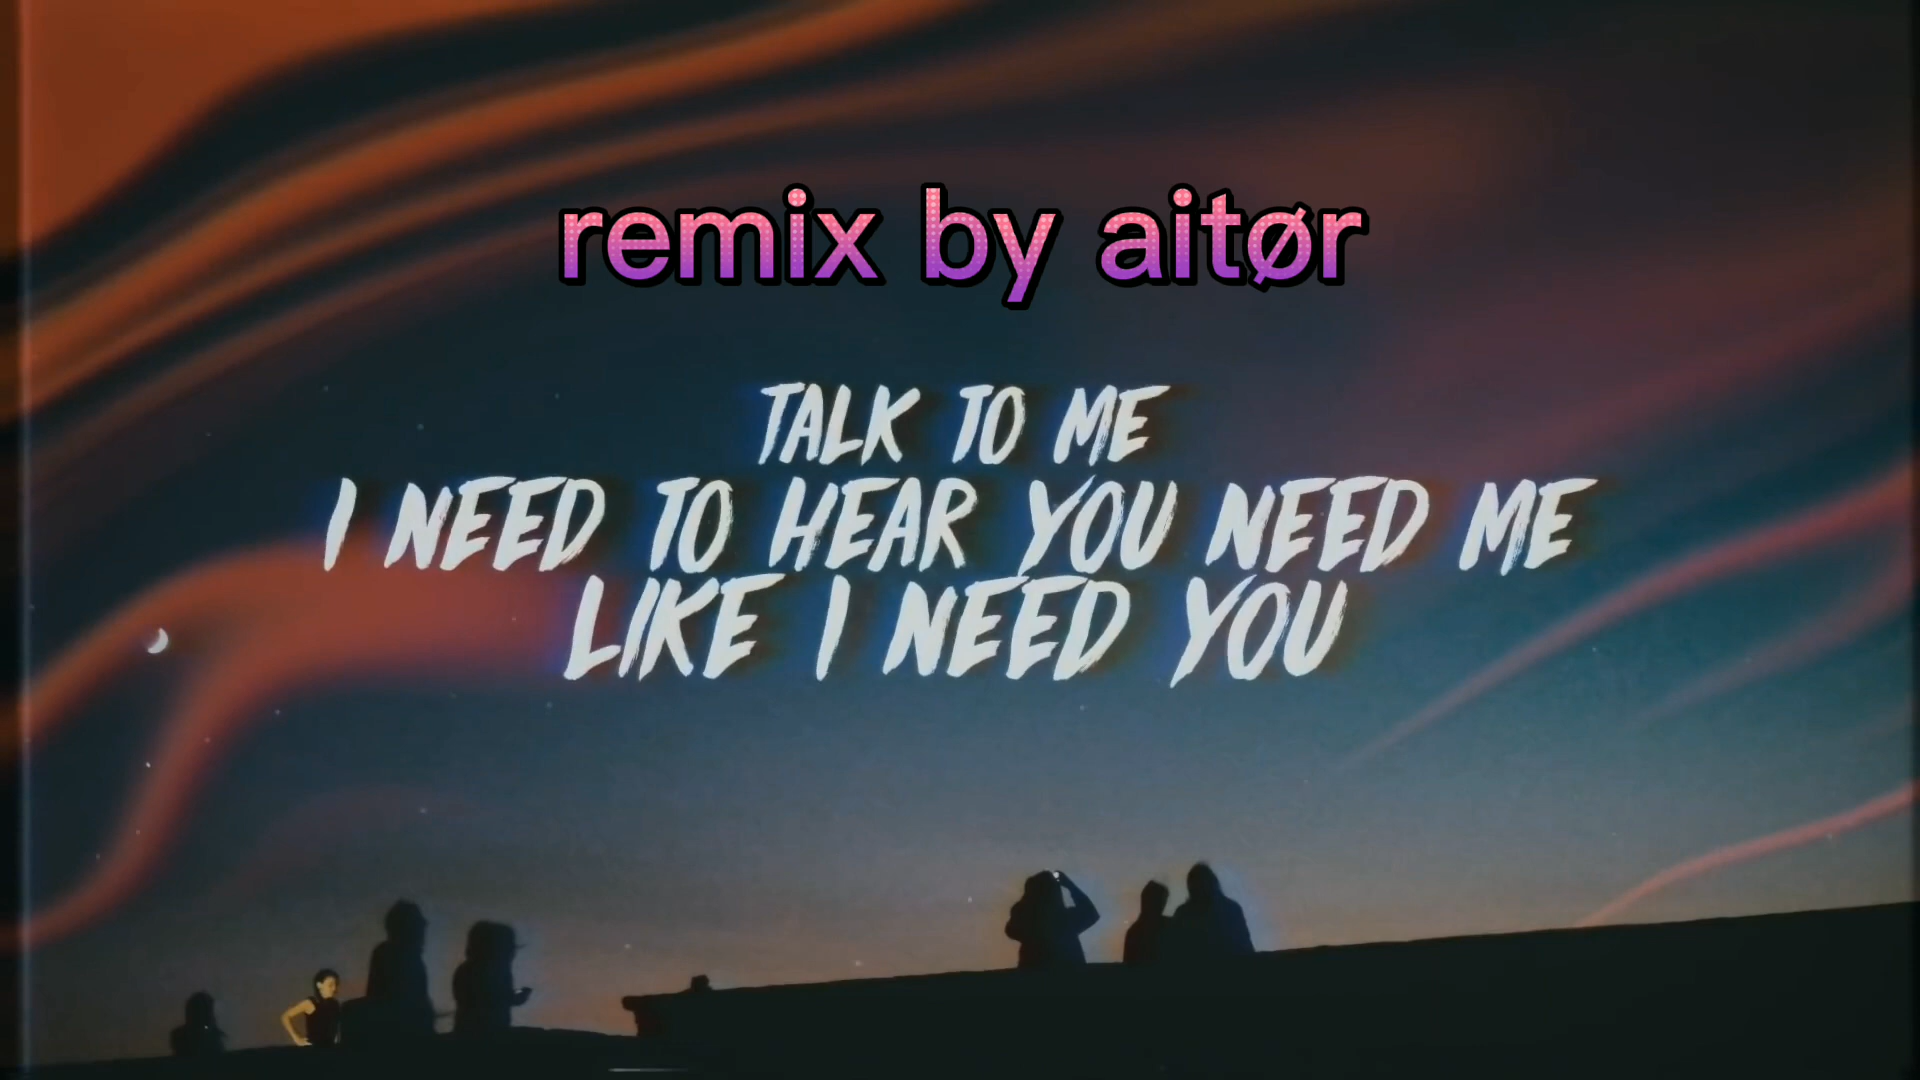 remix by aitør
TALK TO ME
I NEED TO HEAR YOU NEED ME
LIKE I NEED YOU